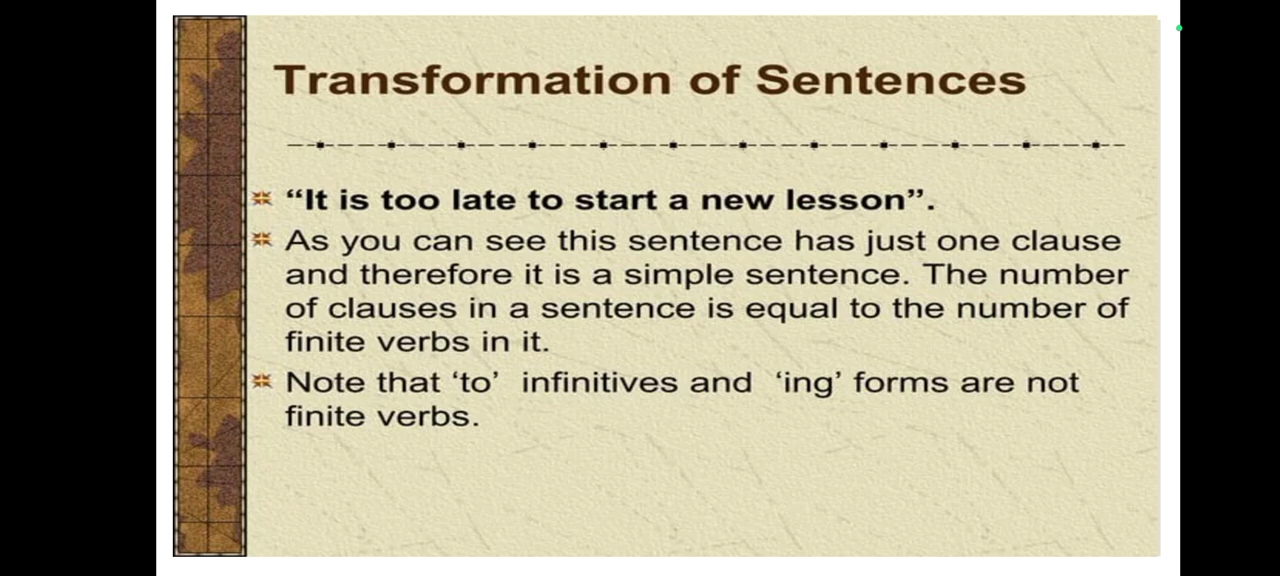 Transformation of Sentences
“It is too late to start a new lesson”.
As you can see this sentence has just one clause
and therefore it is a simple sentence. The number
of clauses in a sentence is equal to the number of
finite verbs in it.
Note that ‘to’  infinitives and  ‘ing’ forms are not
finite verbs.